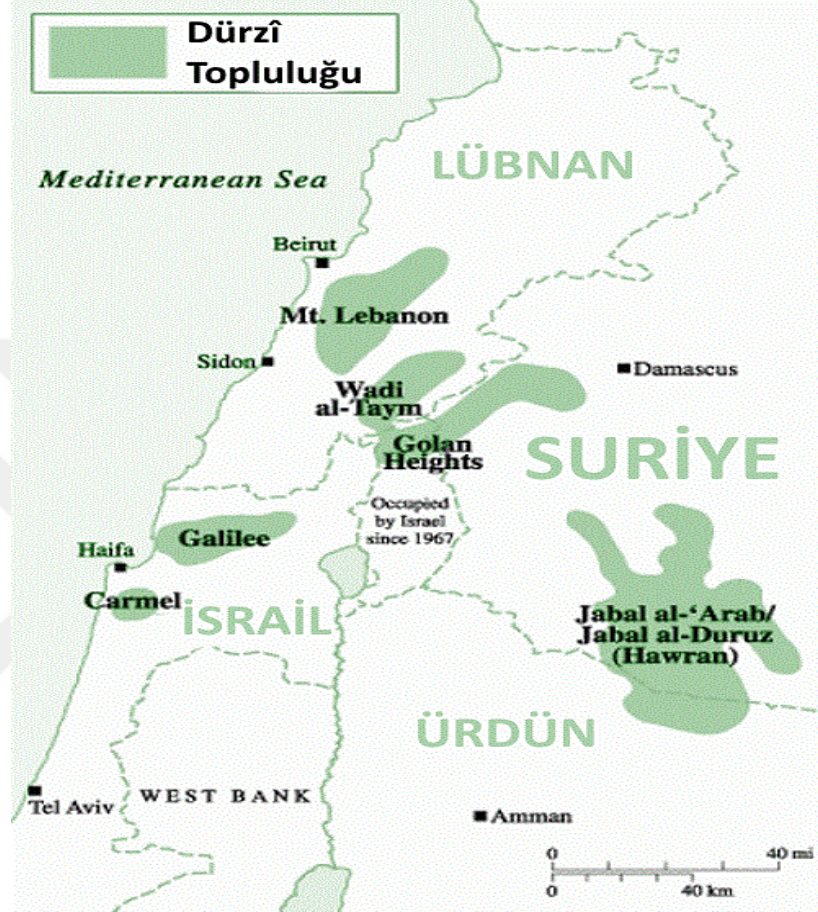 Dürzî
Topluluğu
LÜBNAN
Mediterranean Sea
Beirut
Mt. Lebanon
Sidon
Damascus
Wadi
al-Taym
Golan
Heights
SURİYE
Occupied
by Israel
since 1967
Galilee
Haifa
Carmel
İSRAİL
Jabal al-‘Arab/
Jabal al-Duruz
(Hawran)
ÜRDÜN
WEST BANK
Tel Aviv
Amman
0 40 mi
0 40 km